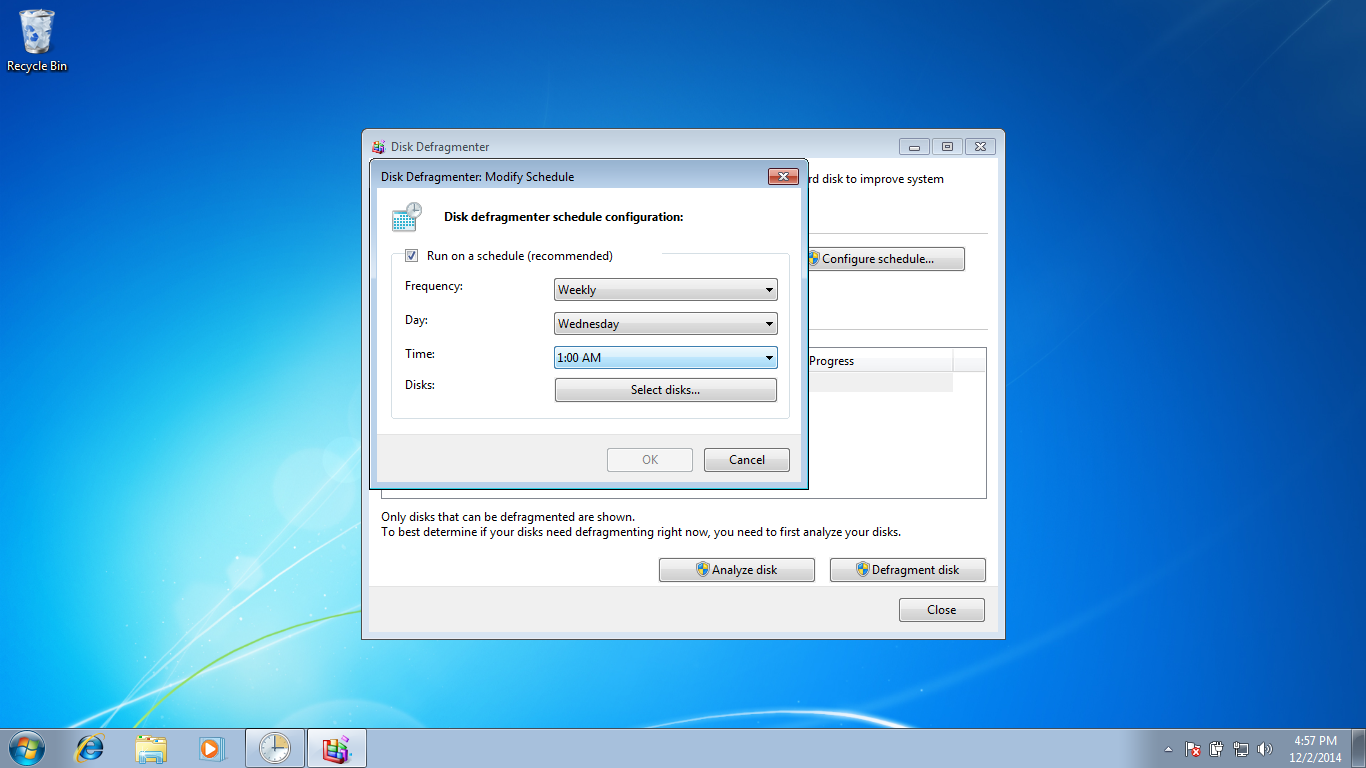 Recycle Bin
Disk Defragmenter
Disk Defragmenter: Modify Schedule
rd disk to improve system
Disk defragmenter schedule configuration:
Run on a schedule (recommended)
Configure schedule...
Frequency:
Weekly
Day:
Wednesday
Time:
1:00 AM
Progress
Disks:
Select disks...
OK
Cancel
Only disks that can be defragmented are shown.
To best determine if your disks need defragmenting right now, you need to first analyze your disks.
Analyze disk
Defragment disk
Close
4:57 PM
12/2/2014